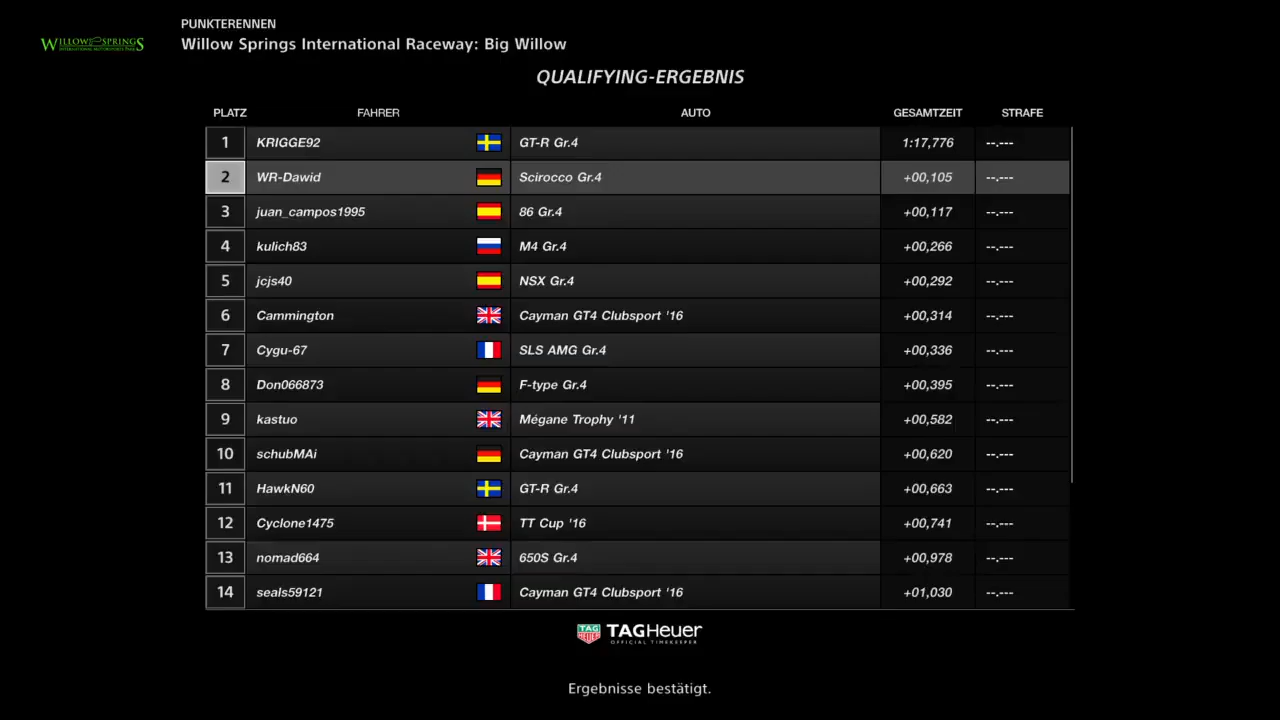 PUNKTERENNEN
WILLOW SPRINGS
INTERNATIONAL MOTORSPORTS PARK
Willow Springs International Raceway: Big Willow
QUALIFYING-ERGEBNIS
PLATZ FAHRER AUTO GESAMTZEIT STRAFE
1 KRIGGE92 GT-R Gr.4 1:17,776 --.---
2 WR-Dawid Scirocco Gr.4 +00,105 --.---
3 juan_campos1995 86 Gr.4 +00,117 --.---
4 kulich83 M4 Gr.4 +00,266 --.---
5 jcjs40 NSX Gr.4 +00,292 --.---
6 Cammington Cayman GT4 Clubsport '16 +00,314 --.---
7 Cygu-67 SLS AMG Gr.4 +00,336 --.---
8 Don066873 F-type Gr.4 +00,395 --.---
9 kastuo Mégane Trophy '11 +00,582 --.---
10 schubMAi Cayman GT4 Clubsport '16 +00,620 --.---
11 HawkN60 GT-R Gr.4 +00,663 --.---
12 Cyclone1475 TT Cup '16 +00,741 --.---
13 nomad664 650S Gr.4 +00,978 --.---
14 seals59121 Cayman GT4 Clubsport '16 +01,030 --.---
TAG HEUER TAGHeuer
OFFICIAL TIMEKEEPER
Ergebnisse bestätigt.